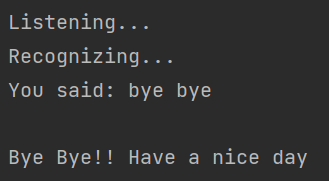 Listening...
Recognizing...
You said: bye bye
Bye Bye!! Have a nice day